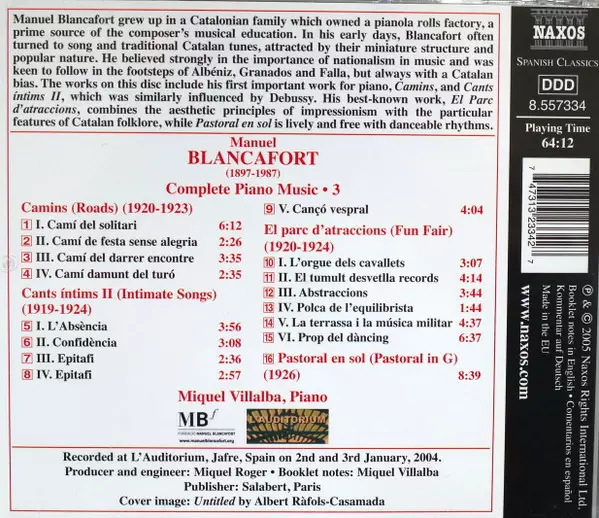 Manuel Blancafort grew up in a Catalonian family which owned a pianola rolls factory, a
prime source of the composer's musical education. In his early days, Blancafort often
turned to song and traditional Catalan tunes, attracted by their miniature structure and
popular nature. He believed strongly in the importance of nationalism in music and was
keen to follow in the footsteps of Albéniz, Granados and Falla, but always with a Catalan
bias. The works on this disc include his first important work for piano, Camins, and Cants
íntims II, which was similarly influenced by Debussy. His best-known work, El Parc
d'atraccions, combines the aesthetic principles of impressionism with the particular
features of Catalan folklore, while Pastoral en sol is lively and free with danceable rhythms.
Manuel
BLANCAFORT
(1897-1987)
Complete Piano Music • 3
Camins (Roads) (1920-1923)
1 I. Camí del solitari 6:12
2 II. Camí de festa sense alegria 2:26
3 III. Camí del darrer encontre 3:35
4 IV. Camí damunt del turó 2:35
Cants íntims II (Intimate Songs)
(1919-1924)
5 I. L'Absència 3:56
6 II. Confidència 3:08
7 III. Epitafi 2:36
8 IV. Epitafi 2:57
9 V. Cançó vespral 4:04
El parc d'atraccions (Fun Fair)
(1920-1924)
10 I. L'orgue dels cavallets 3:07
11 II. El tumult desvetlla records 4:14
12 III. Abstraccions 3:44
13 IV. Polca de l'equilibrista 1:44
14 V. La terrassa i la música militar 4:37
15 VI. Prop del dàncing 6:37
16 Pastoral en sol (Pastoral in G)
(1926) 8:39
Miquel Villalba, Piano
MBf
FUNDACIÓ MANUEL BLANCAFORT
www.manuelblancafort.org
L'AUDITORIUM
Recorded at L'Auditorium, Jafre, Spain on 2nd and 3rd January, 2004.
Producer and engineer: Miquel Roger • Booklet notes: Miquel Villalba
Publisher: Salabert, Paris
Cover image: Untitled by Albert Ràfols-Casamada
NAXOS
SPANISH CLASSICS
DDD
8.557334
Playing Time
64:12
7 47313 23342 7
www.naxos.com
℗ & © 2005 Naxos Rights International Ltd.
Booklet notes in English • Comentarios en español
Kommentar auf Deutsch
Made in the EU